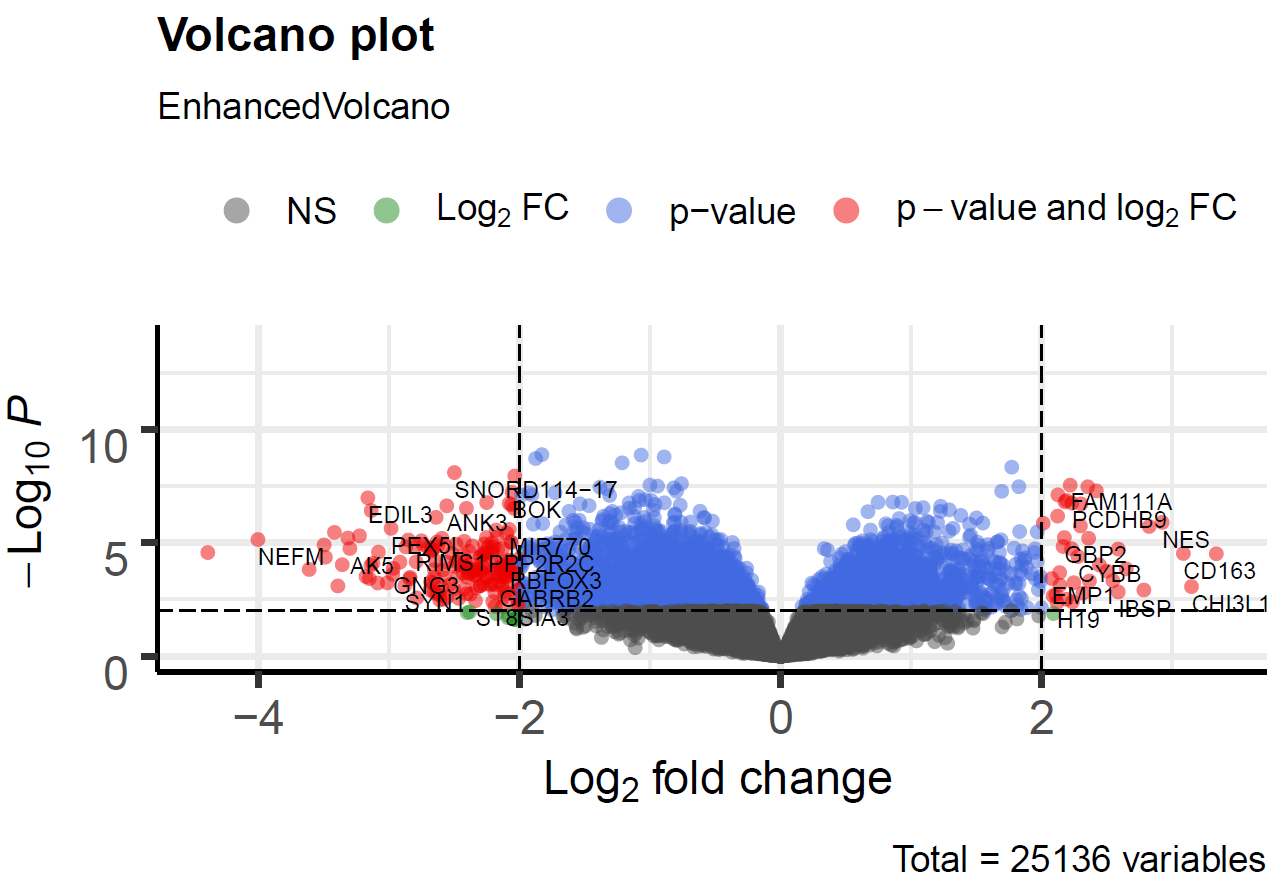 Volcano plot
EnhancedVolcano
NS Log₂ FC p−value p – value and log₂ FC
−Log₁₀ P
10
5
0
SNORD114−17
BOK
EDIL3
ANK3
FAM111A
PCDHB9
NES
NEFM
PEX5L
MIR770
AK5
RIMS1
PPP2R2C
GBP2
CYBB
CD163
GNG3
RBFOX3
SYN1
GABRB2
EMP1
IBSP
CHI3L1
ST8SIA3
H19
−4 −2 0 2
Log₂ fold change
Total = 25136 variables